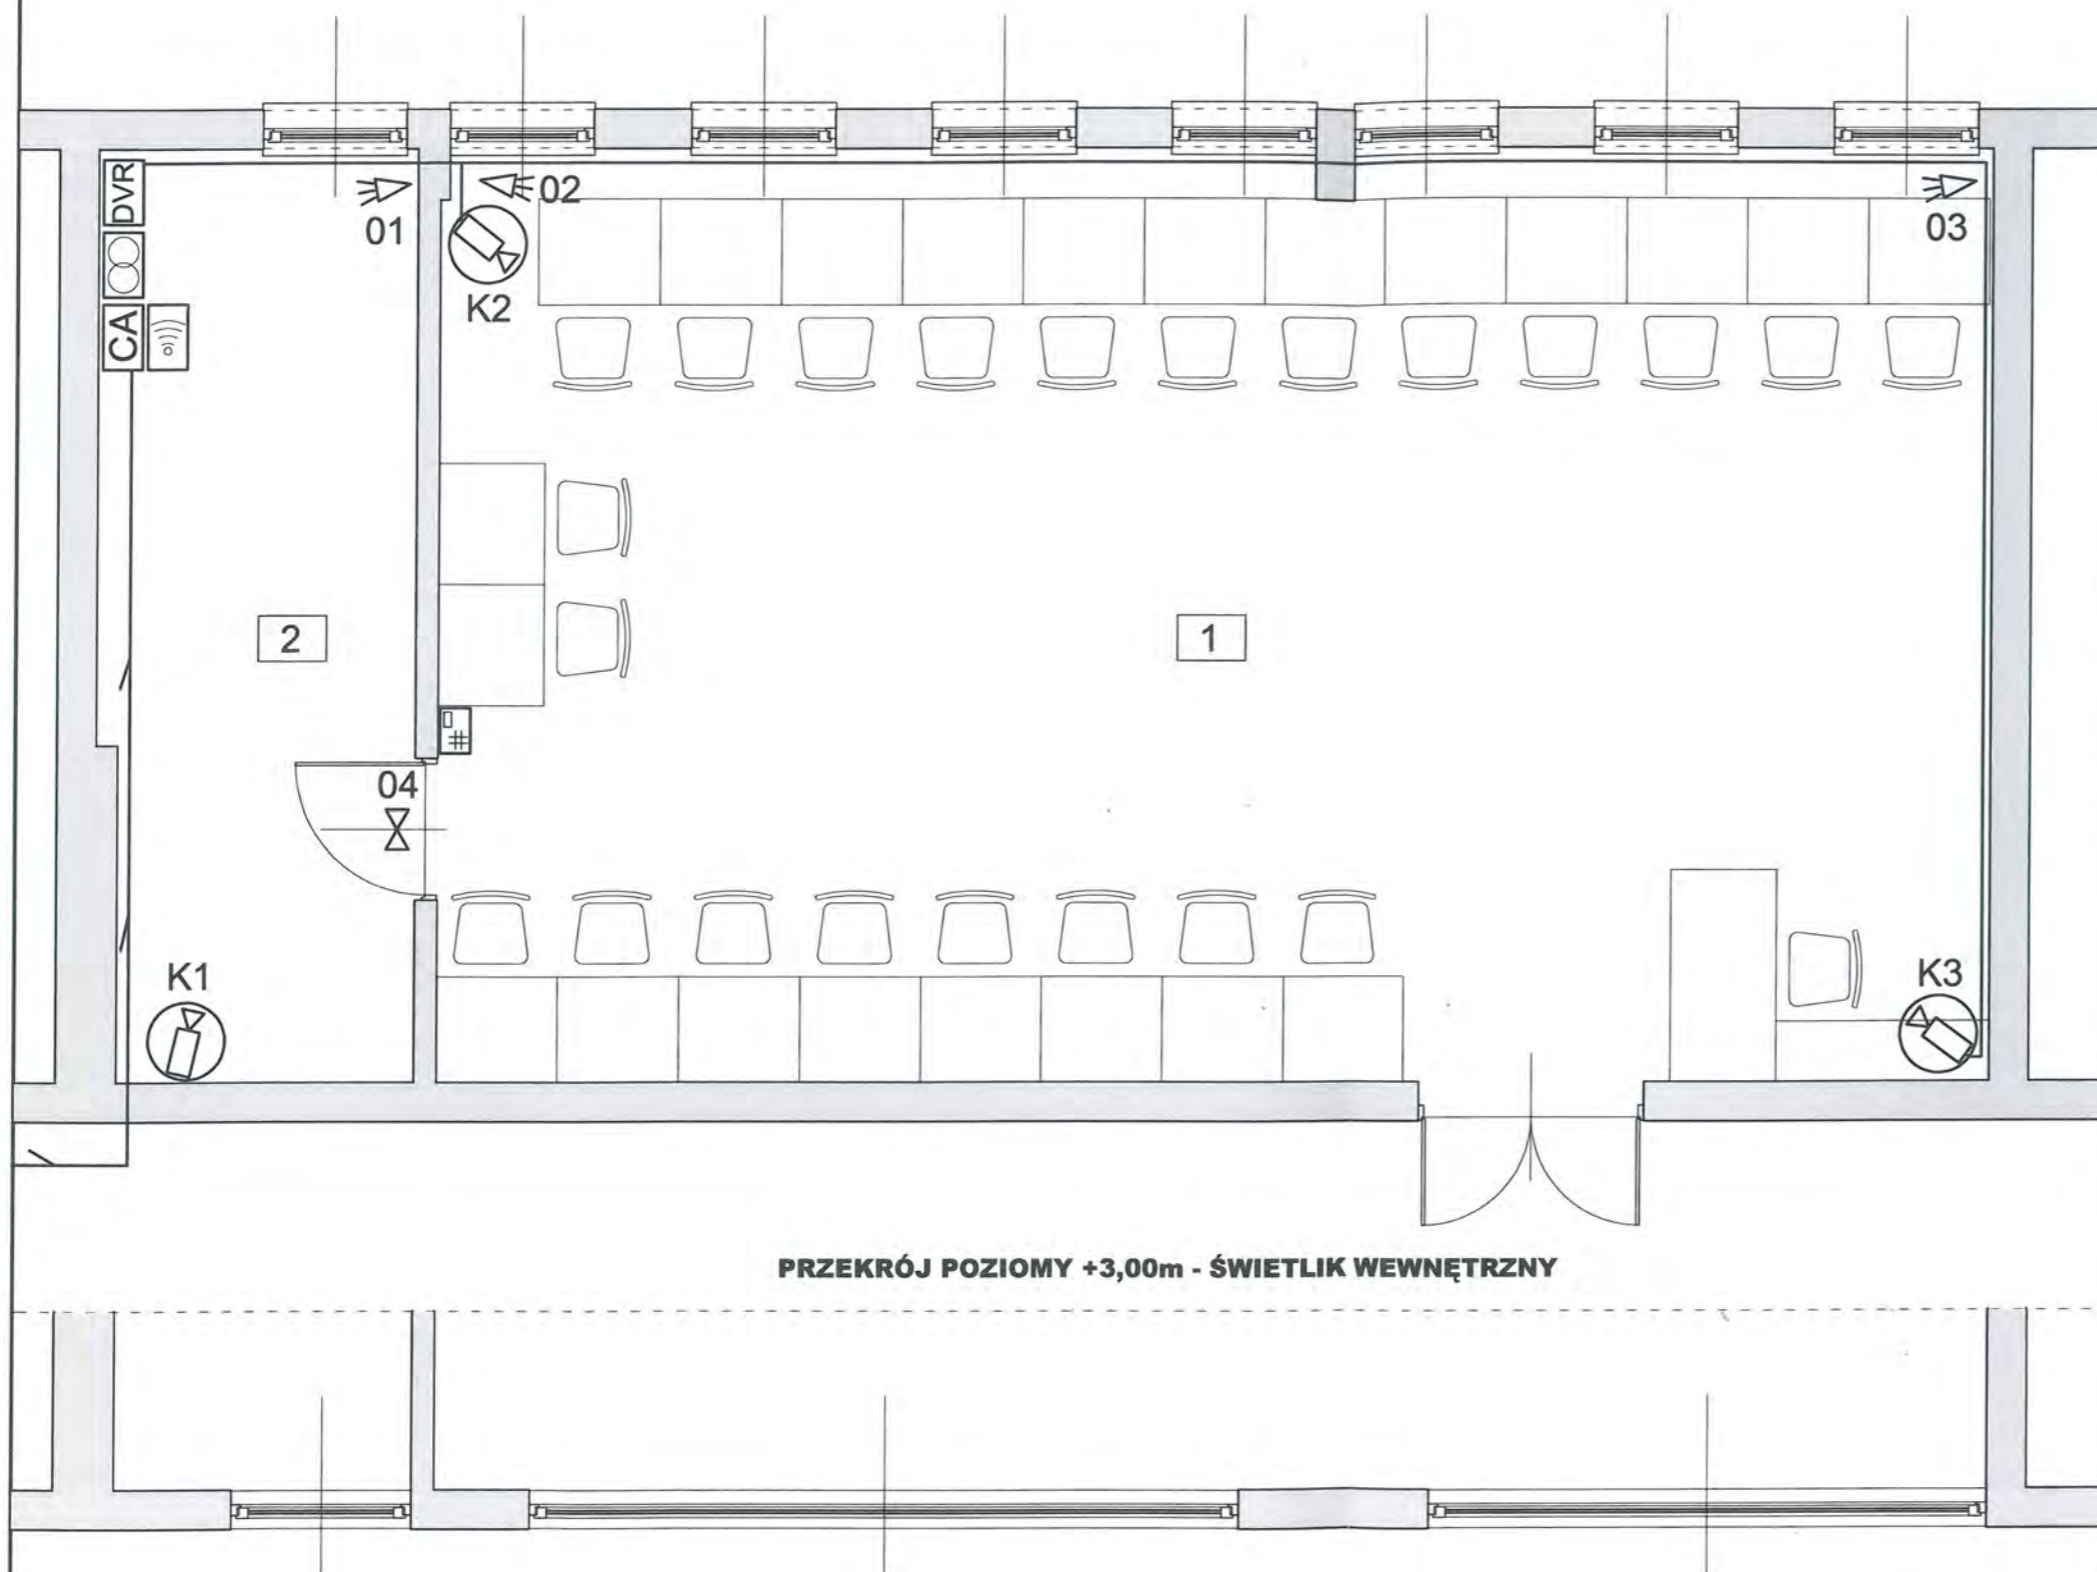 DVR
01
02
03
K2
CA
2
1
#
04
K1
K3
PRZEKRÓJ POZIOMY +3,00m - ŚWIETLIK WEWNĘTRZNY